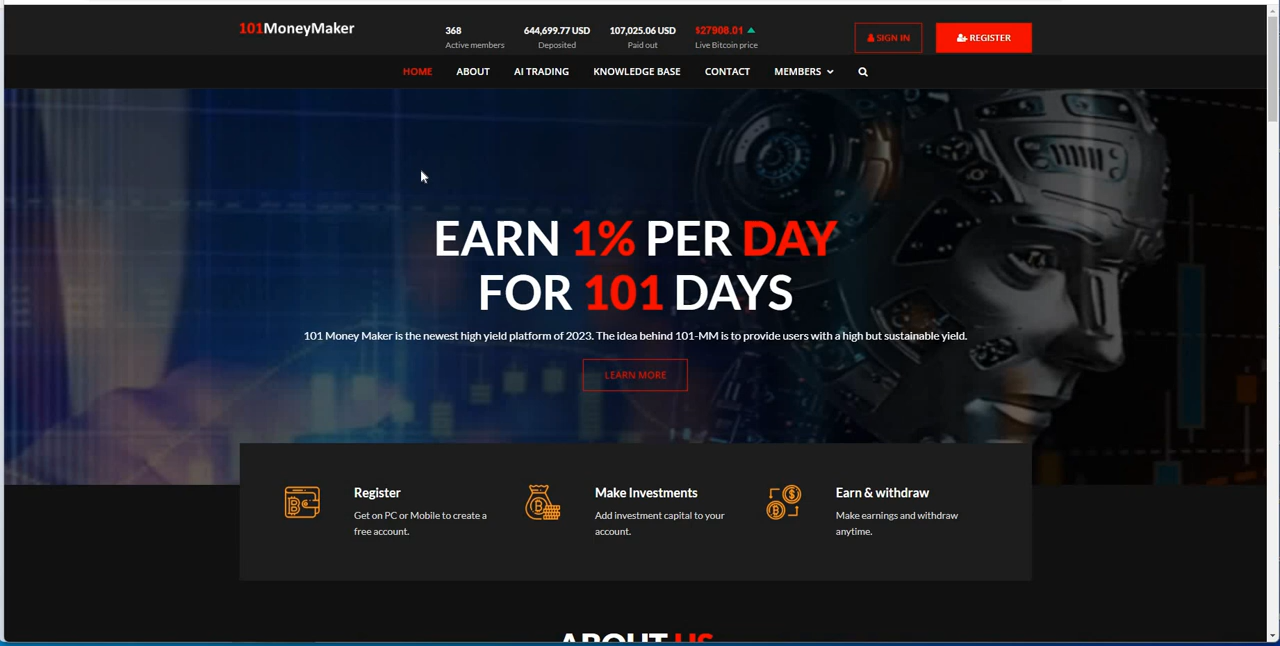 101MoneyMaker
368
Active members
644,699.77 USD
Deposited
107,025.06 USD
Paid out
$27908.01
Live Bitcoin price
SIGN IN
REGISTER
HOME ABOUT AI TRADING KNOWLEDGE BASE CONTACT MEMBERS
EARN 1% PER DAY
FOR 101 DAYS
101 Money Maker is the newest high yield platform of 2023. The idea behind 101-MM is to provide users with a high but sustainable yield.
LEARN MORE
Register
Get on PC or Mobile to create a
free account.
Make Investments
Add investment capital to your
account.
Earn & withdraw
Make earnings and withdraw
anytime.
ABOUT US